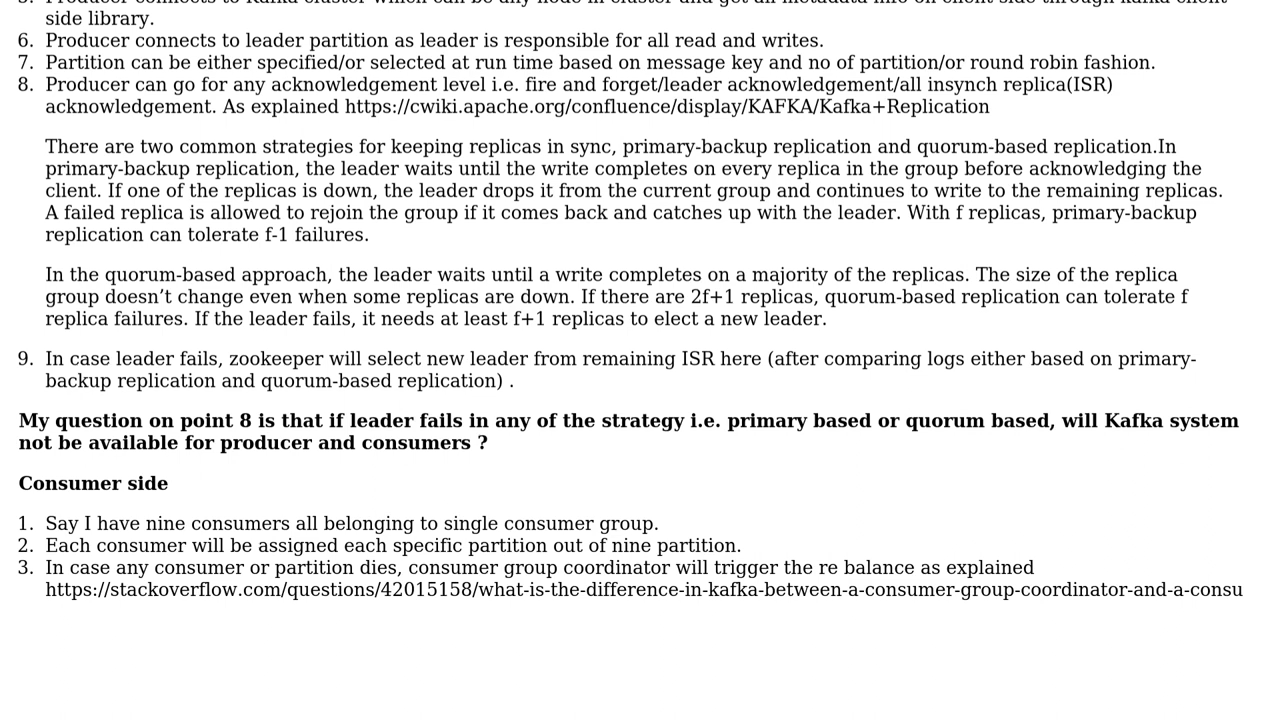 side library.
6. Producer connects to leader partition as leader is responsible for all read and writes.
7. Partition can be either specified/or selected at run time based on message key and no of partition/or round robin fashion.
8. Producer can go for any acknowledgement level i.e. fire and forget/leader acknowledgement/all insynch replica(ISR)
acknowledgement. As explained https://cwiki.apache.org/confluence/display/KAFKA/Kafka+Replication
There are two common strategies for keeping replicas in sync, primary-backup replication and quorum-based replication.In
primary-backup replication, the leader waits until the write completes on every replica in the group before acknowledging the
client. If one of the replicas is down, the leader drops it from the current group and continues to write to the remaining replicas.
A failed replica is allowed to rejoin the group if it comes back and catches up with the leader. With f replicas, primary-backup
replication can tolerate f-1 failures.
In the quorum-based approach, the leader waits until a write completes on a majority of the replicas. The size of the replica
group doesn’t change even when some replicas are down. If there are 2f+1 replicas, quorum-based replication can tolerate f
replica failures. If the leader fails, it needs at least f+1 replicas to elect a new leader.
9. In case leader fails, zookeeper will select new leader from remaining ISR here (after comparing logs either based on primary-
backup replication and quorum-based replication) .
My question on point 8 is that if leader fails in any of the strategy i.e. primary based or quorum based, will Kafka system
not be available for producer and consumers ?
Consumer side
1. Say I have nine consumers all belonging to single consumer group.
2. Each consumer will be assigned each specific partition out of nine partition.
3. In case any consumer or partition dies, consumer group coordinator will trigger the re balance as explained
https://stackoverflow.com/questions/42015158/what-is-the-difference-in-kafka-between-a-consumer-group-coordinator-and-a-consu